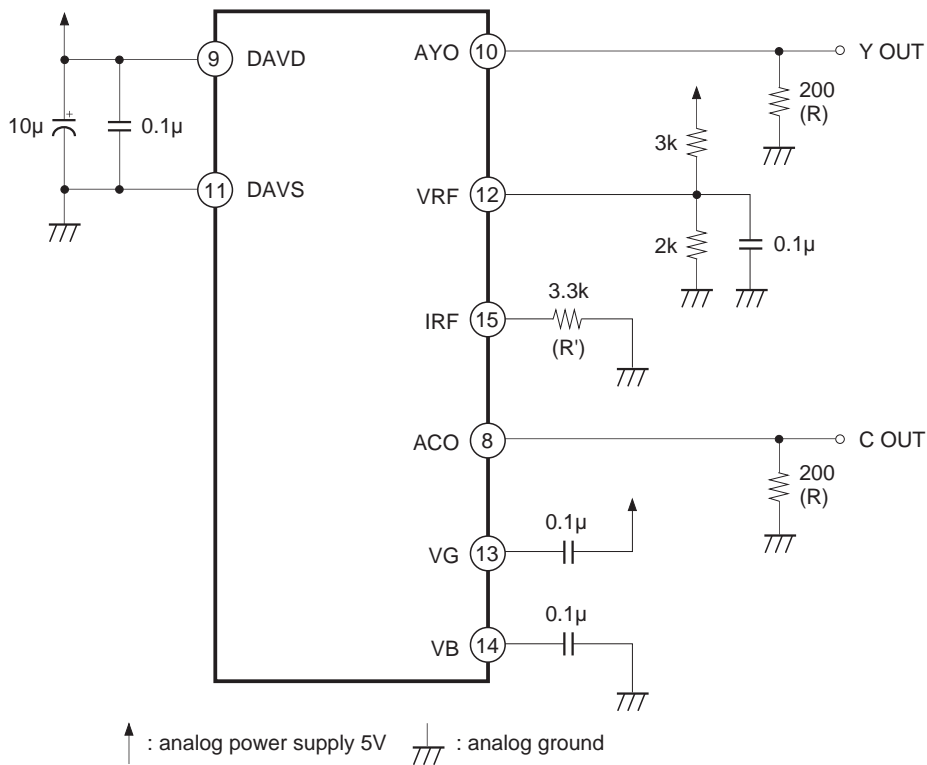 9 DAVD
AYO 10
Y OUT
200
(R)
10µ
+
0.1µ
3k
11 DAVS
VRF 12
2k
0.1µ
3.3k
IRF 15
(R')
ACO 8
C OUT
200
(R)
0.1µ
VG 13
0.1µ
VB 14
: analog power supply 5V
: analog ground